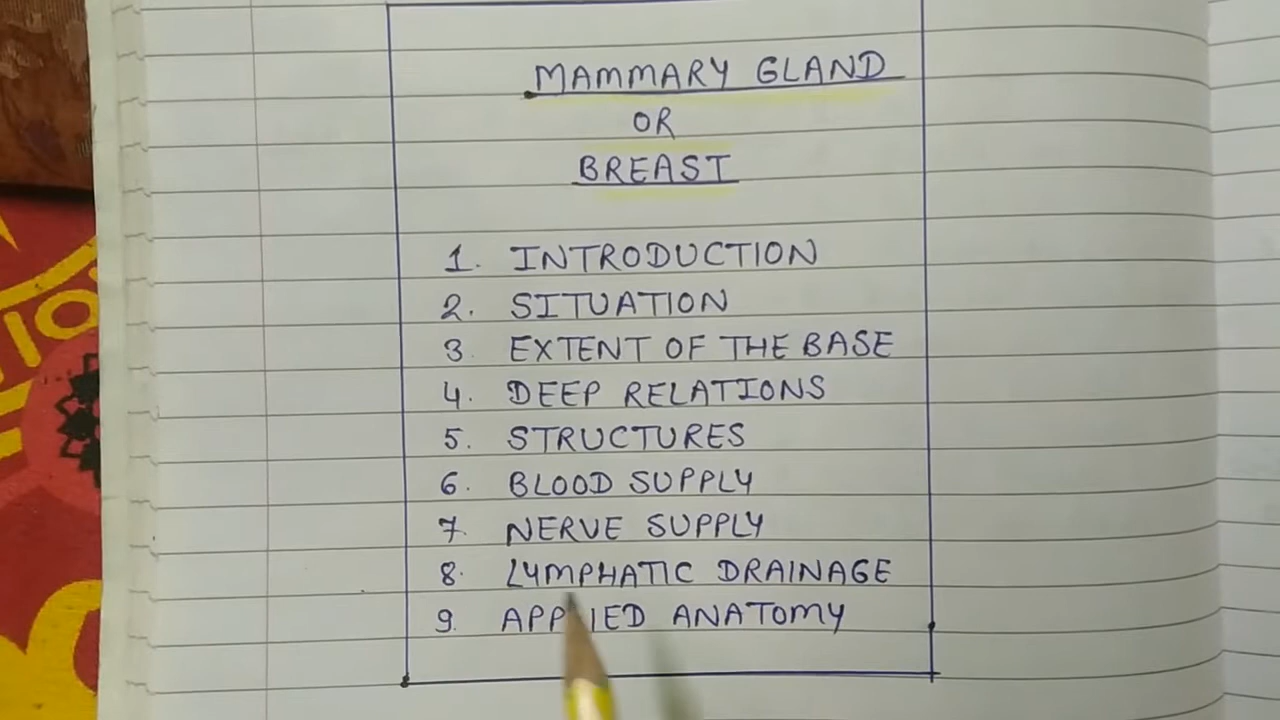 MAMMARY GLAND
OR
BREAST
1. INTRODUCTION
2. SITUATION
3. EXTENT OF THE BASE
4. DEEP RELATIONS
5. STRUCTURES
6. BLOOD SUPPLY
7. NERVE SUPPLY
8. LYMPHATIC DRAINAGE
9. APPLIED ANATOMY